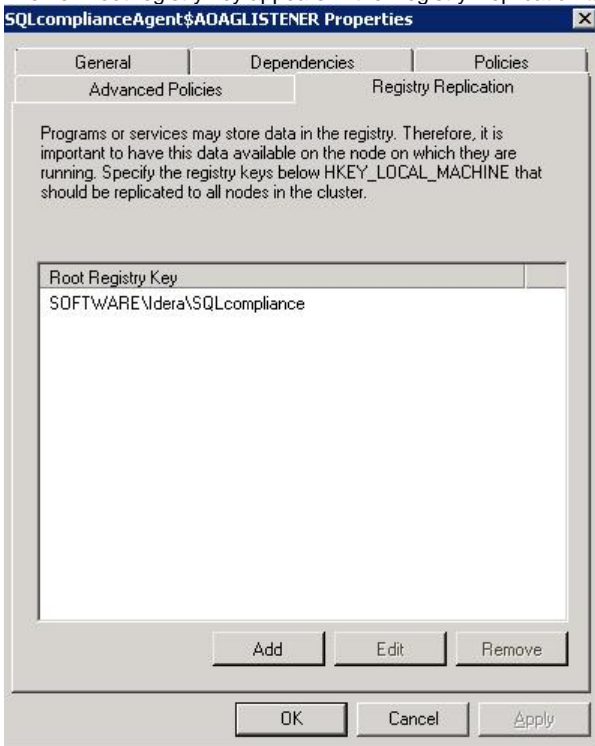 SQLcomplianceAgent$AOAGLISTENER Properties
General Dependencies Policies
Advanced Policies Registry Replication
Programs or services may store data in the registry. Therefore, it is
important to have this data available on the node on which they are
running. Specify the registry keys below HKEY_LOCAL_MACHINE that
should be replicated to all nodes in the cluster.
Root Registry Key
SOFTWARE\Idera\SQLcompliance
Add Edit Remove
OK Cancel Apply